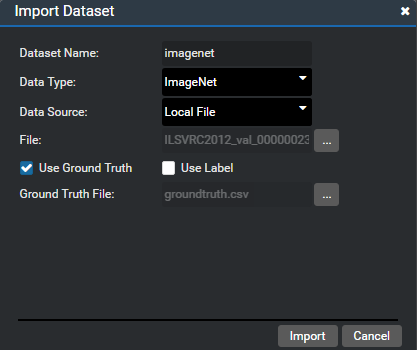 Import Dataset
Dataset Name: imagenet
Data Type: ImageNet
Data Source: Local File
File: ILSVRC2012_val_00000023 ...
Use Ground Truth Use Label
Ground Truth File: groundtruth.csv ...
Import Cancel